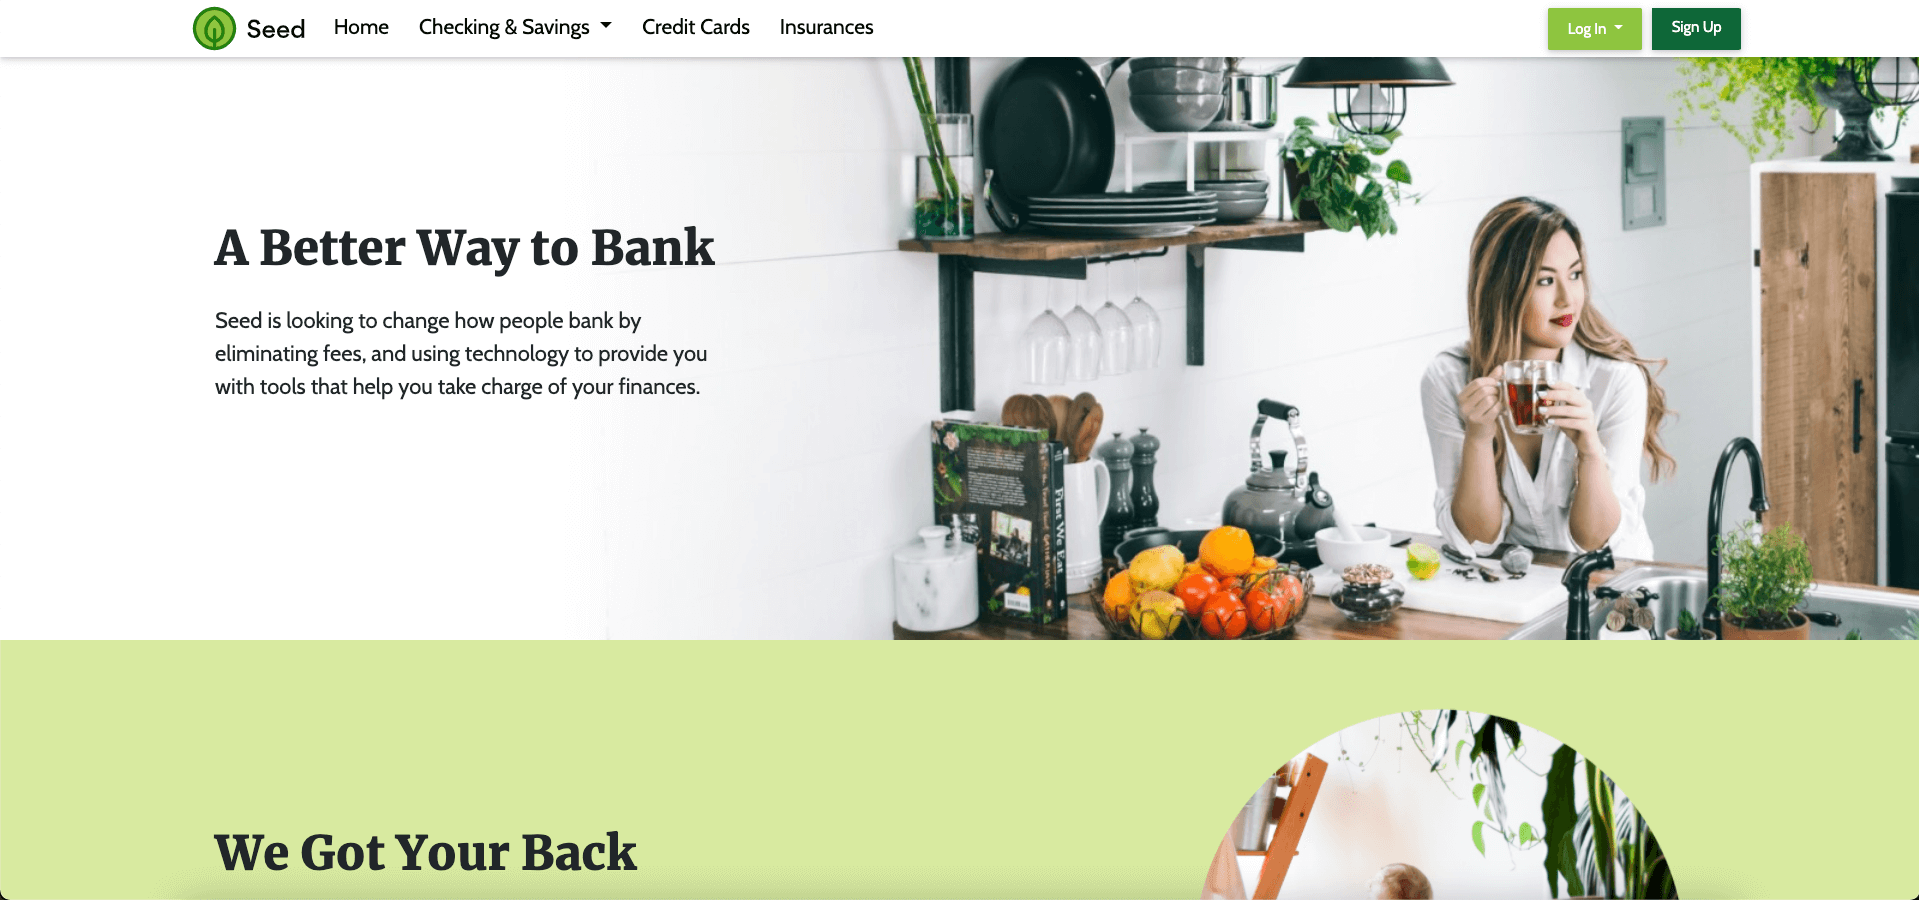 Seed
Home
Checking & Savings
Credit Cards
Insurances
Log In
Sign Up
A Better Way to Bank
Seed is looking to change how people bank by
eliminating fees, and using technology to provide you
with tools that help you take charge of your finances.
First We Eat
We Got Your Back